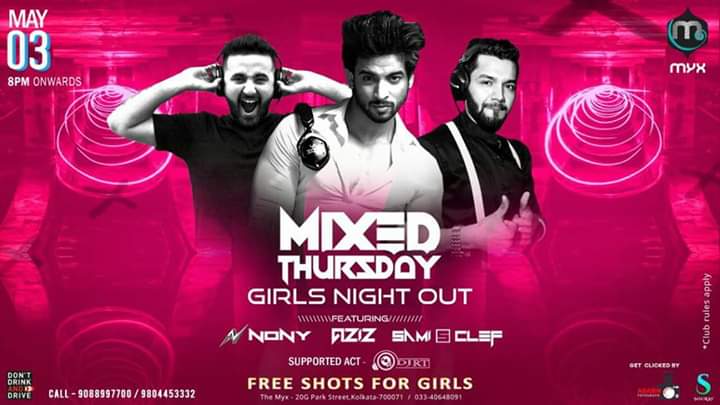 MAY
03
8PM ONWARDS
m
myx
MIXED
THURSDAY
GIRLS NIGHT OUT
\\\\\\\\\FEATURING/////////
N NONY AZIZ SAMI S CLEF
SUPPORTED ACT - DJRT
FREE SHOTS FOR GIRLS
The Myx - 20G Park Street,Kolkata-700071 / 033-40648091
DON'T
DRINK
AND
DRIVE
CALL - 9088997700 / 9804453332
*Club rules apply
GET CLICKED BY
AKASH
S